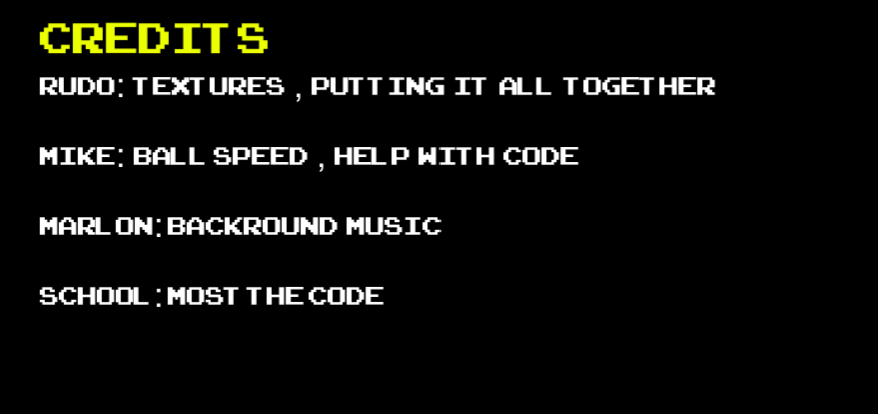 CREDITS
RUDO: TEXTURES , PUTTING IT ALL TOGETHER
MIKE: BALL SPEED , HELP WITH CODE
MARLON:BACKROUND MUSIC
SCHOOL:MOST THE CODE